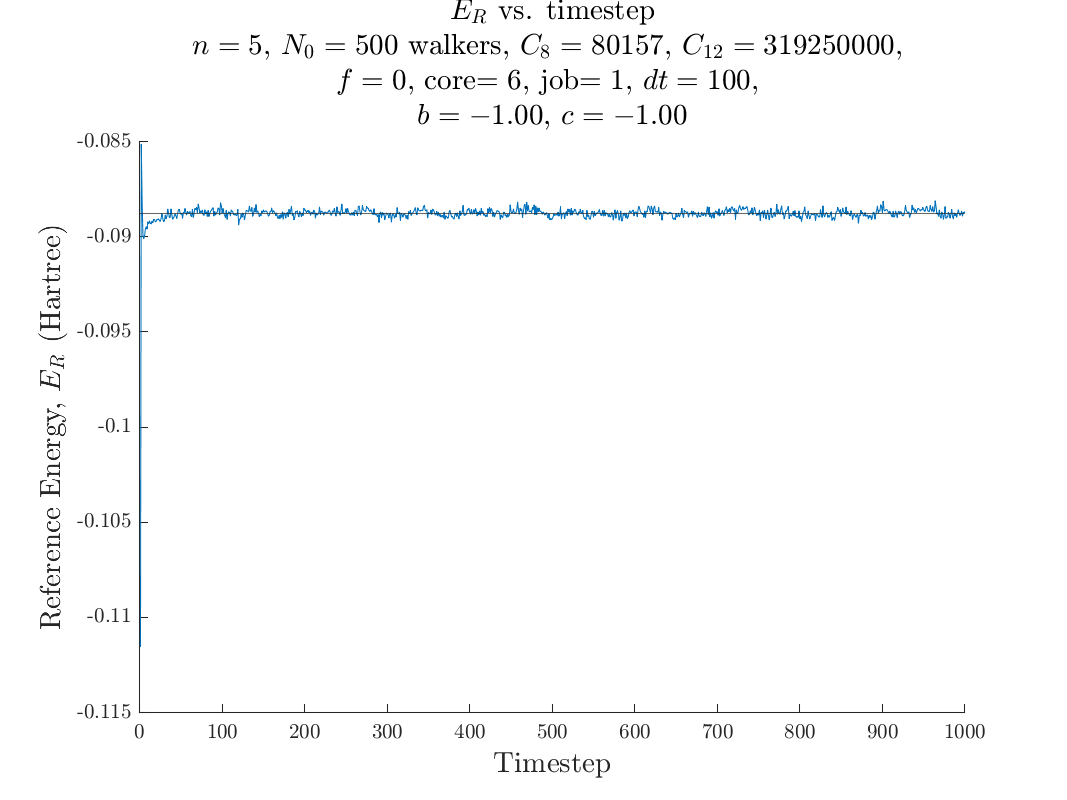 E_R vs. timestep
n = 5, N_0 = 500 walkers, C_8 = 80157, C_12 = 319250000,
f = 0, core= 6, job= 1, dt = 100,
b = −1.00, c = −1.00
-0.085
-0.09
-0.095
-0.1
-0.105
-0.11
-0.115
Reference Energy, E_R (Hartree)
0 100 200 300 400 500 600 700 800 900 1000
Timestep